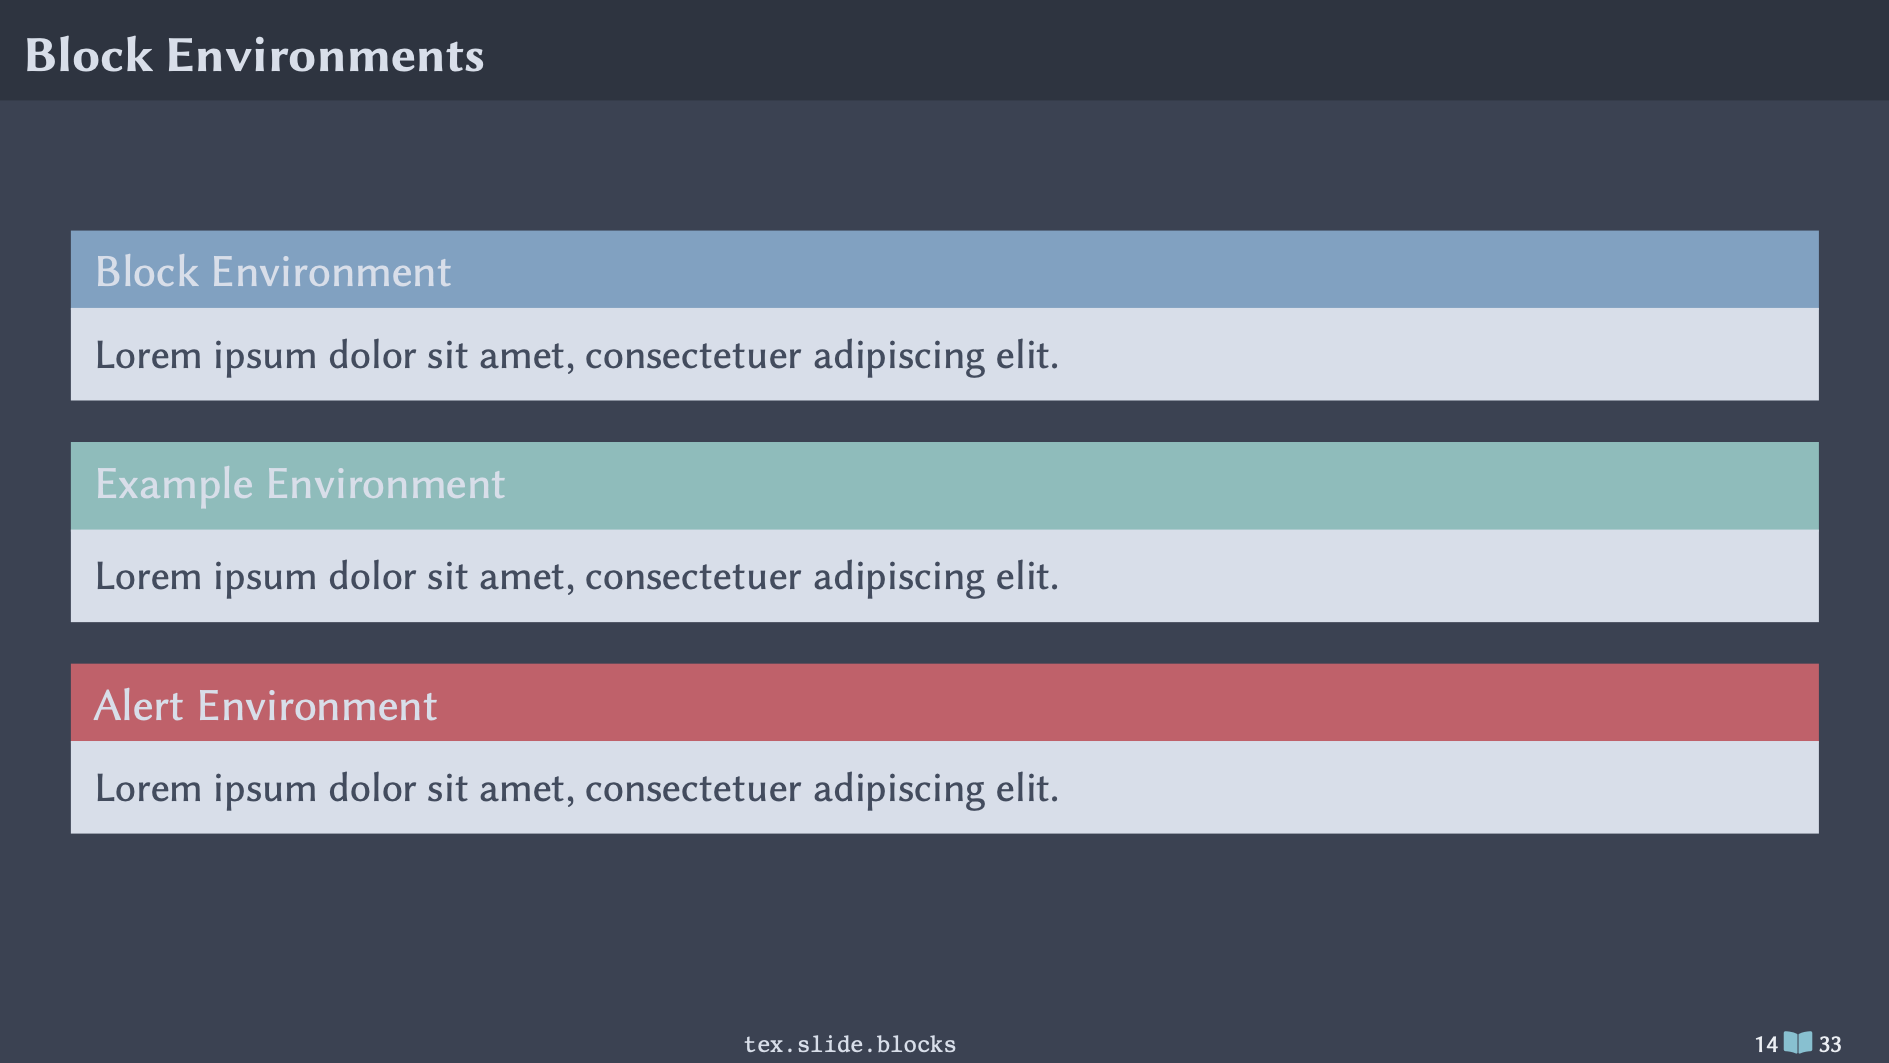 Block Environments
Block Environment
Lorem ipsum dolor sit amet, consectetuer adipiscing elit.
Example Environment
Lorem ipsum dolor sit amet, consectetuer adipiscing elit.
Alert Environment
Lorem ipsum dolor sit amet, consectetuer adipiscing elit.
tex.slide.blocks
14 33